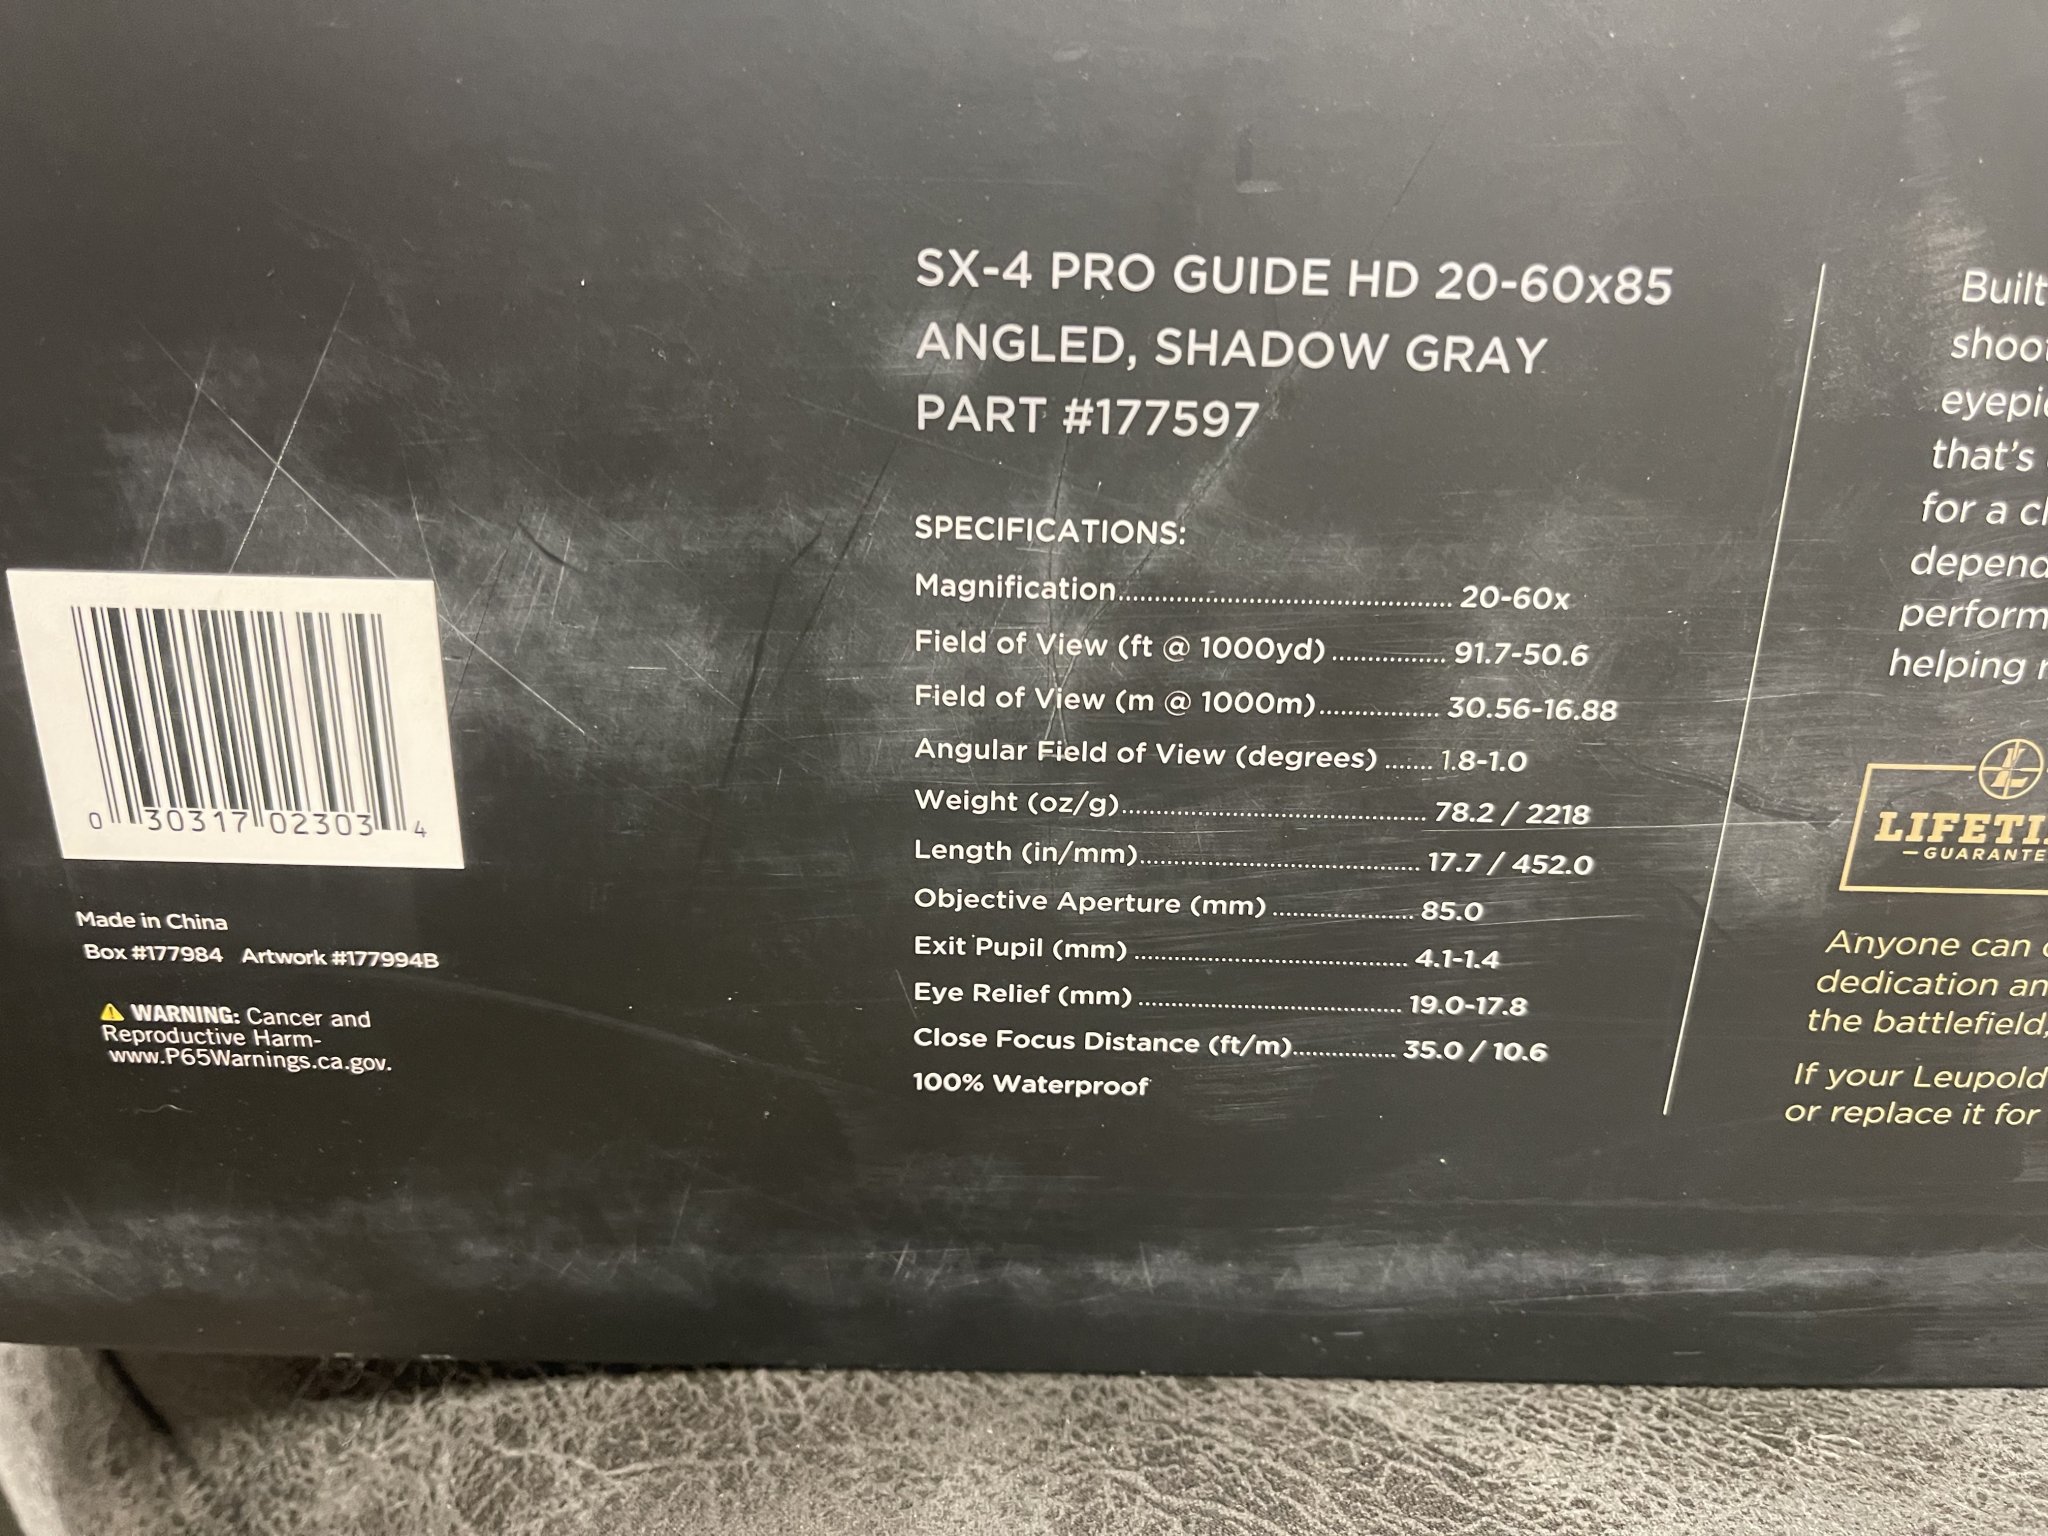 SX-4 PRO GUIDE HD 20-60x85
ANGLED, SHADOW GRAY
PART #177597
SPECIFICATIONS:
Magnification.................................................. 20-60x
Field of View (ft @ 1000yd) ................. 91.7-50.6
Field of View (m @ 1000m).................. 30.56-16.88
Angular Field of View (degrees) ....... 1.8-1.0
Weight (oz/g)............................................. 78.2 / 2218
Length (in/mm).......................................... 17.7 / 452.0
Objective Aperture (mm) ..................... 85.0
Exit Pupil (mm) ......................................... 4.1-1.4
Eye Relief (mm) ........................................ 19.0-17.8
Close Focus Distance (ft/m)................ 35.0 / 10.6
100% Waterproof
0 30317 02303 4
Made in China
Box #177984 Artwork #177994B
WARNING: Cancer and
Reproductive Harm-
www.P65Warnings.ca.gov.
Built
that's
for a
helping
GUARANTE
Anyone can
dedication
the battlefield,
If your Leupold
or replace it for